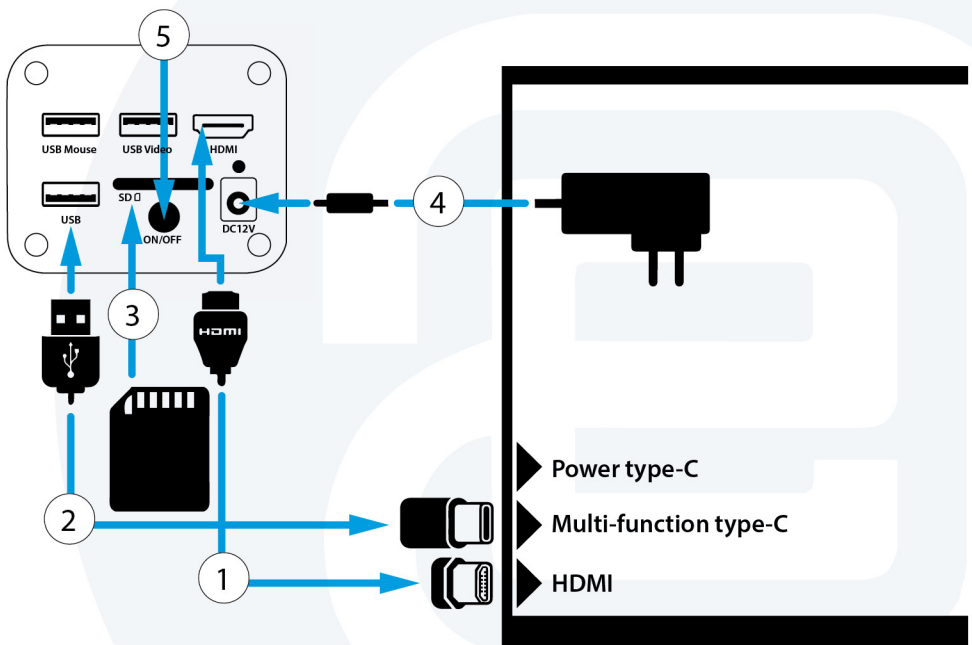 5
USB Mouse
USB Video
HDMI
SD
USB
ON/OFF
DC12V
4
3
HDMI
2
1
Power type-C
Multi-function type-C
HDMI